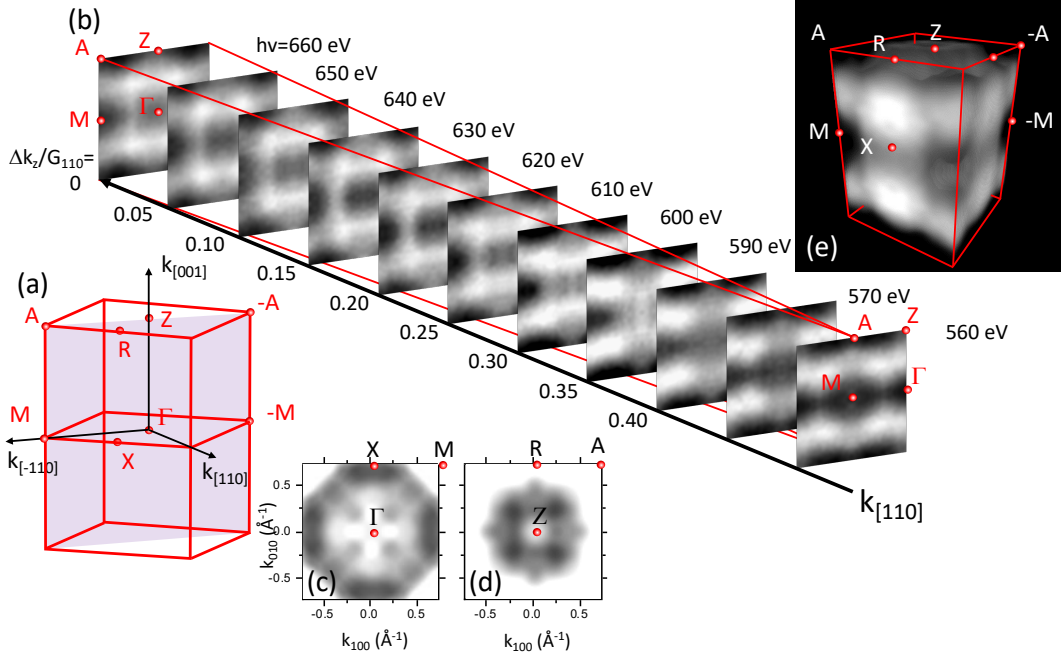 (b)
A
Z
M
Γ
Δk_z/G_110=
0
0.05
0.10
0.15
0.20
0.25
0.30
0.35
0.40
k_[110]
hν=660 eV
650 eV
640 eV
630 eV
620 eV
610 eV
600 eV
590 eV
570 eV
560 eV
A
Z
M
Γ
(e)
A
R
Z
-A
M
X
-M
(a)
k_[001]
A
Z
-A
R
M
Γ
-M
X
k_[-110]
k_[110]
(c)
X
M
Γ
k_010 (Å⁻¹)
0.5
0.0
-0.5
-0.5
0.0
0.5
k_100 (Å⁻¹)
(d)
R
A
Z
-0.5
0.0
0.5
k_100 (Å⁻¹)